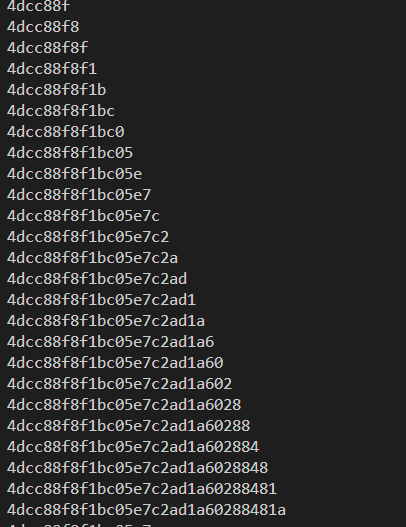 4dcc88f
4dcc88f8
4dcc88f8f
4dcc88f8f1
4dcc88f8f1b
4dcc88f8f1bc
4dcc88f8f1bc0
4dcc88f8f1bc05
4dcc88f8f1bc05e
4dcc88f8f1bc05e7
4dcc88f8f1bc05e7c
4dcc88f8f1bc05e7c2
4dcc88f8f1bc05e7c2a
4dcc88f8f1bc05e7c2ad
4dcc88f8f1bc05e7c2ad1
4dcc88f8f1bc05e7c2ad1a
4dcc88f8f1bc05e7c2ad1a6
4dcc88f8f1bc05e7c2ad1a60
4dcc88f8f1bc05e7c2ad1a602
4dcc88f8f1bc05e7c2ad1a6028
4dcc88f8f1bc05e7c2ad1a60288
4dcc88f8f1bc05e7c2ad1a602884
4dcc88f8f1bc05e7c2ad1a6028848
4dcc88f8f1bc05e7c2ad1a60288481
4dcc88f8f1bc05e7c2ad1a60288481a